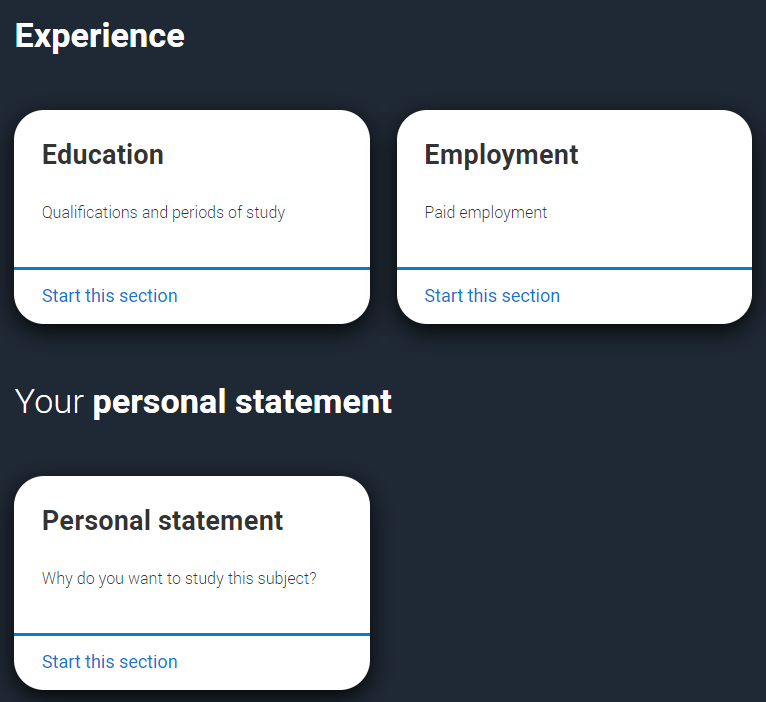 Experience
Education
Qualifications and periods of study
Start this section
Employment
Paid employment
Start this section
Your personal statement
Personal statement
Why do you want to study this subject?
Start this section